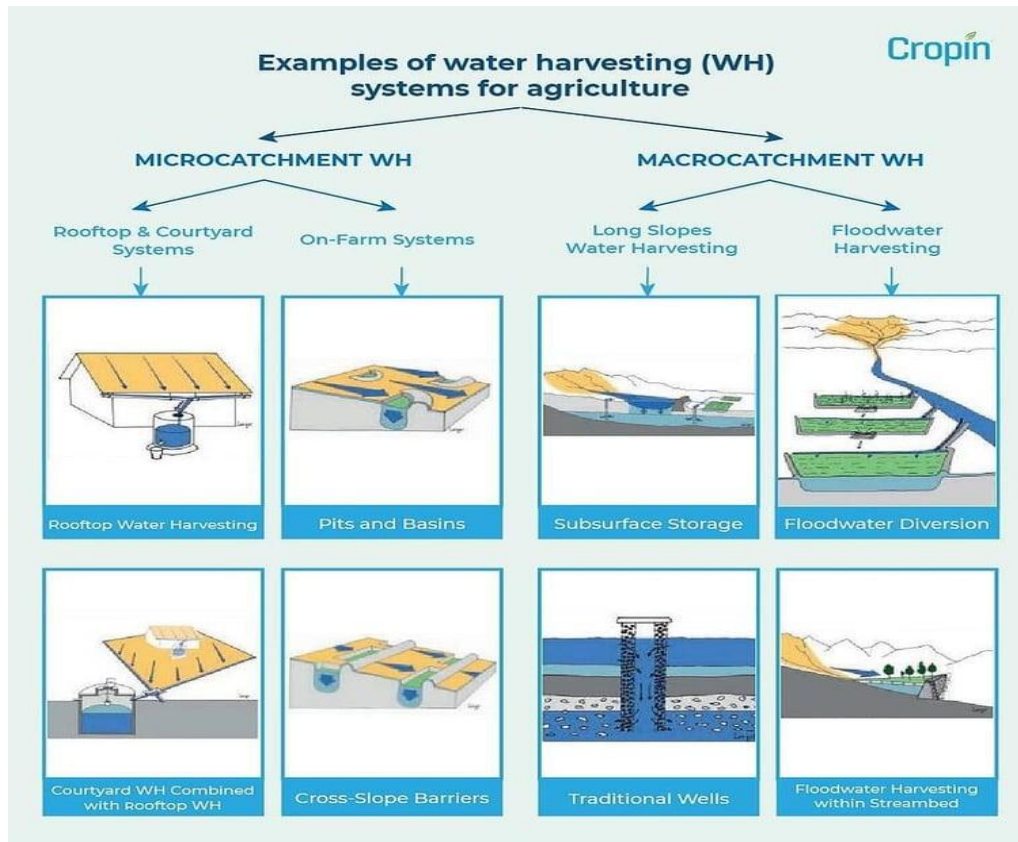 Cropin
Examples of water harvesting (WH)
systems for agriculture
MICROCATCHMENT WH
MACROCATCHMENT WH
Rooftop & Courtyard
Systems
On-Farm Systems
Long Slopes
Water Harvesting
Floodwater
Harvesting
Rooftop Water Harvesting
Pits and Basins
Subsurface Storage
Floodwater Diversion
Courtyard WH Combined
with Rooftop WH
Cross-Slope Barriers
Traditional Wells
Floodwater Harvesting
within Streambed